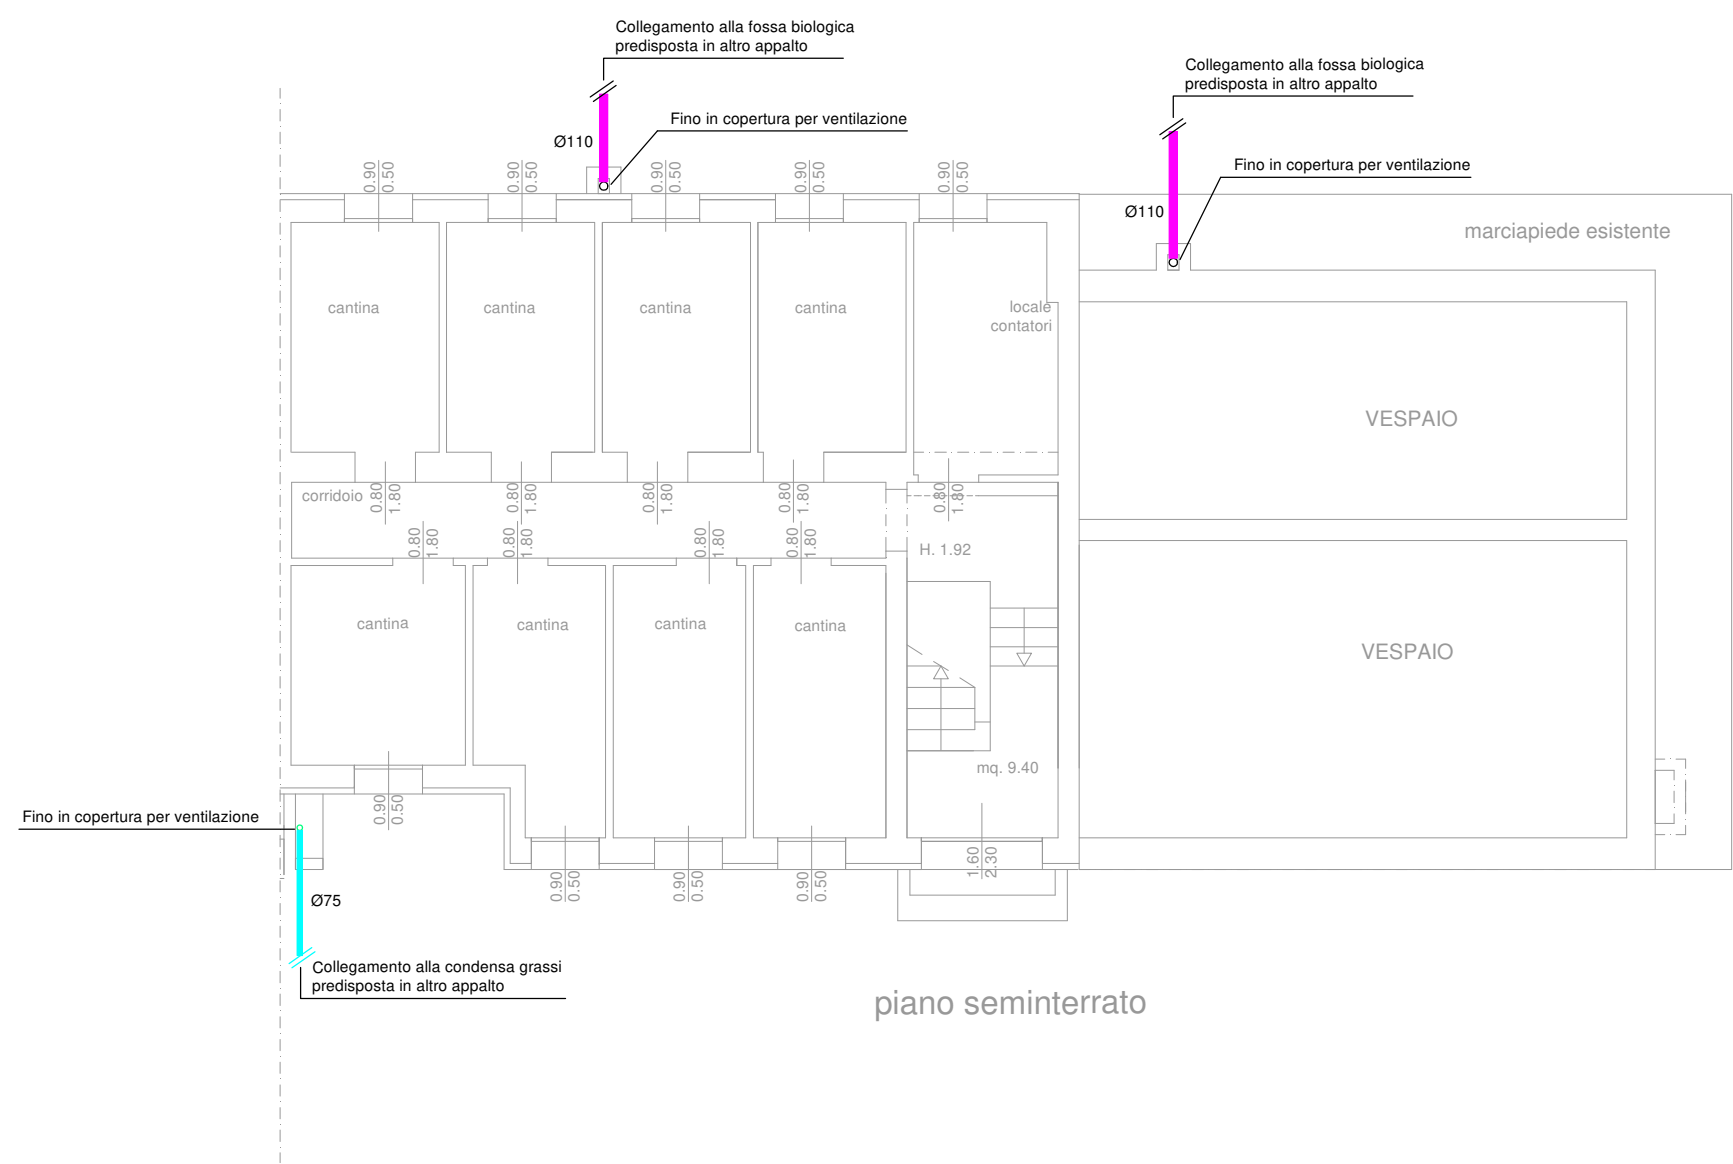 Collegamento alla fossa biologica
predisposta in altro appalto
Collegamento alla fossa biologica
predisposta in altro appalto
Fino in copertura per ventilazione
Ø110
Fino in copertura per ventilazione
Ø110
0.90
0.50
0.90
0.50
0.90
0.50
0.90
0.50
0.90
0.50
marciapiede esistente
cantina
cantina
cantina
cantina
locale
contatori
VESPAIO
corridoio
0.80
1.80
0.80
1.80
0.80
1.80
0.80
1.80
0.80
1.80
0.80
1.80
0.80
1.80
0.80
1.80
0.80
1.80
H. 1.92
cantina
cantina
cantina
cantina
VESPAIO
mq. 9.40
0.90
0.50
Fino in copertura per ventilazione
1.60
2.30
0.90
0.50
0.90
0.50
0.90
0.50
Ø75
Collegamento alla condensa grassi
predisposta in altro appalto
piano seminterrato